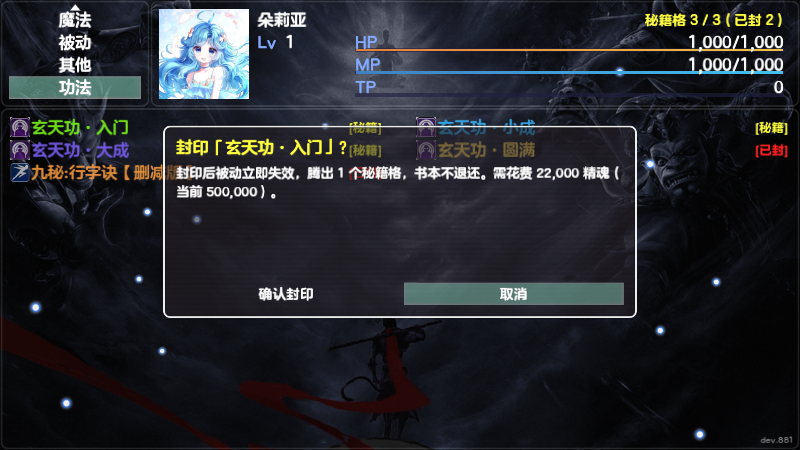 魔法
被动
其他
功法
朵莉亚
Lv 1
秘籍格 3 / 3 ( 已封 2 )
HP 1,000/1,000
MP 1,000/1,000
TP 0
玄天功·入门 [秘籍]
玄天功·小成 [秘籍]
玄天功·大成 [秘籍]
玄天功·圆满 [已封]
九秘:行字诀【删减
封印「玄天功·入门」?
封印后被动立即失效，腾出 1 个秘籍格，书本不退还。需花费 22,000 精魂 (
当前 500,000 ) 。
确认封印
取消
dev.881